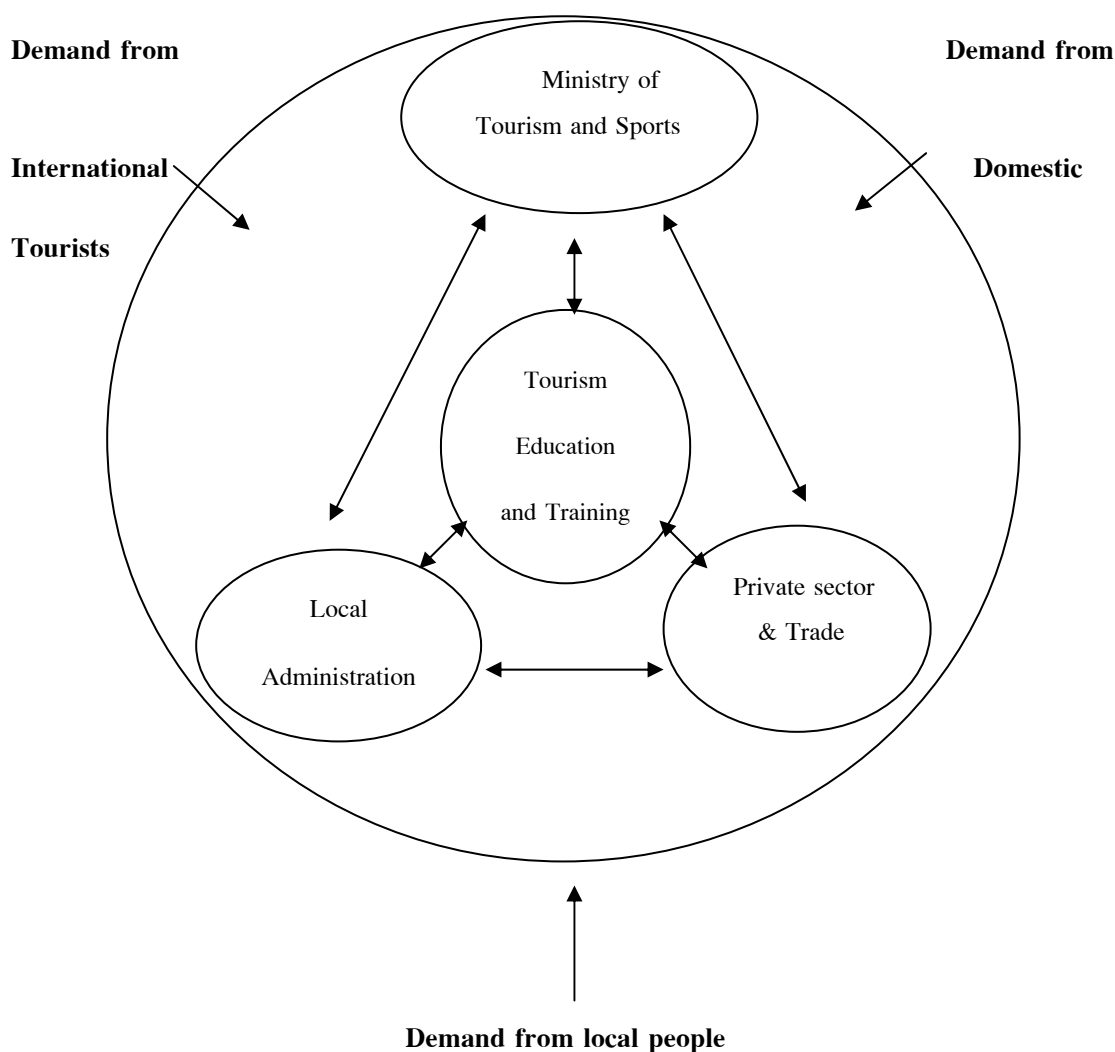 Demand from
International
Tourists
Demand from
Domestic
Ministry of
Tourism and Sports
Tourism
Education
and Training
Local
Administration
Private sector
& Trade
Demand from local people